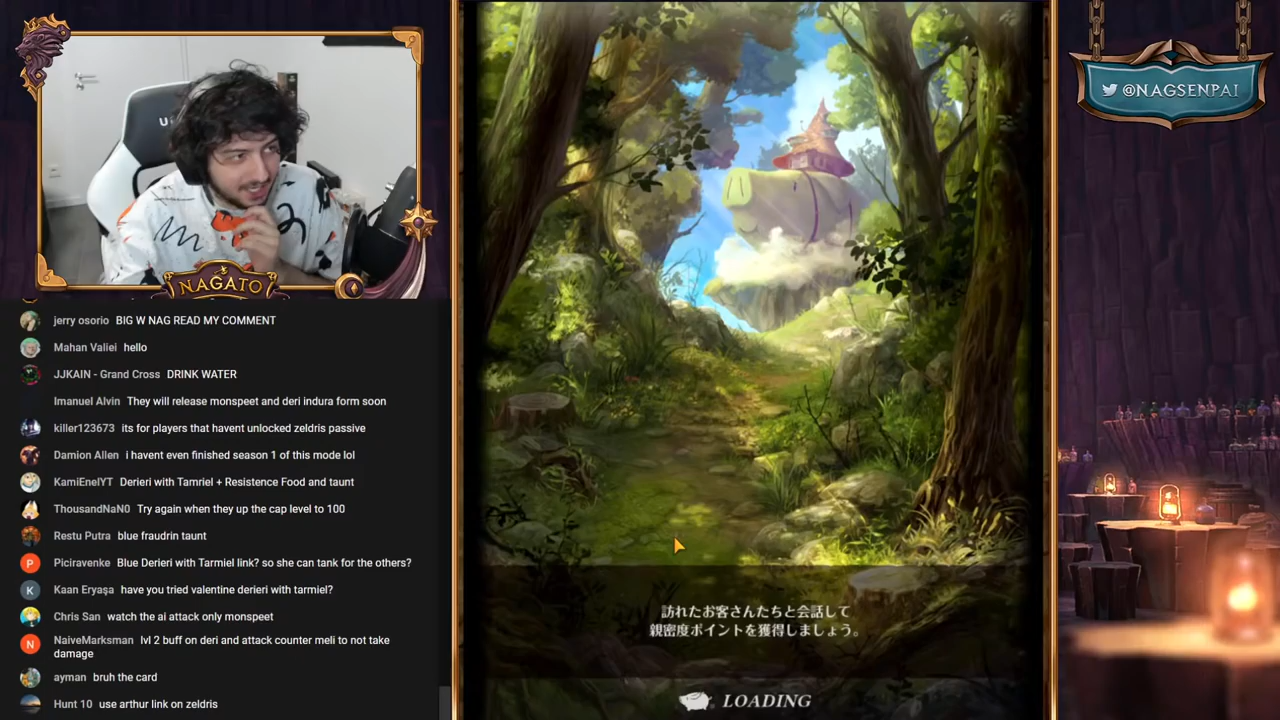 NAGATO
@NAGSENPAI
jerry osorio BIG W NAG READ MY COMMENT
Mahan Valiei hello
JJKAIN - Grand Cross DRINK WATER
Imanuel Alvin They will release monspeet and deri indura form soon
killer123673 its for players that havent unlocked zeldris passive
Damion Allen i havent even finished season 1 of this mode lol
KamiEnelYT Derieri with Tamriel + Resistence Food and taunt
ThousandNaN0 Try again when they up the cap level to 100
Restu Putra blue fraudrin taunt
P
Piciravenke Blue Derieri with Tarmiel link? so she can tank for the others?
K
Kaan Eryaşa have you tried valentine derieri with tarmiel?
Chris San watch the ai attack only monspeet
N
NaiveMarksman lvl 2 buff on deri and attack counter meli to not take
damage
ayman bruh the card
Hunt 10 use arthur link on zeldris
訪れたお客さんたちと会話して
親密度ポイントを獲得しましょう。
LOADING